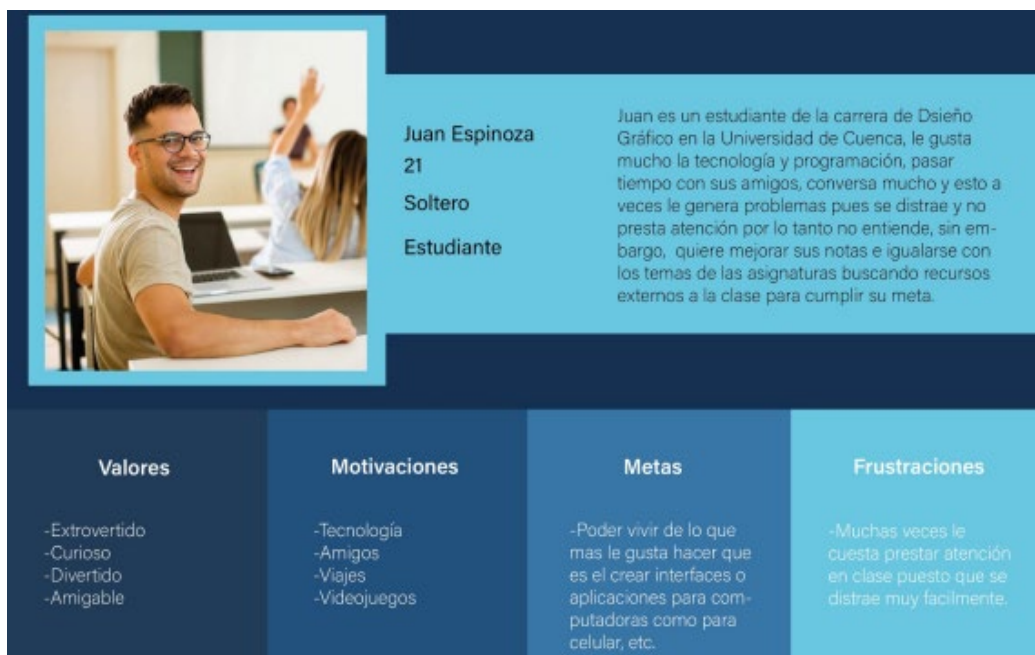 Juan Espinoza
21
Soltero
Estudiante
Juan es un estudiante de la carrera de Dsieño
Gráfico en la Universidad de Cuenca, le gusta
mucho la tecnología y programación, pasar
tiempo con sus amigos, conversa mucho y esto a
veces le genera problemas pues se distrae y no
presta atención por lo tanto no entiende, sin em-
bargo, quiere mejorar sus notas e igualarse con
los temas de las asignaturas buscando recursos
externos a la clase para cumplir su meta.
Valores
-Extrovertido
-Curioso
-Divertido
-Amigable
Motivaciones
-Tecnología
-Amigos
-Viajes
-Videojuegos
Metas
-Poder vivir de lo que
mas le gusta hacer que
es el crear interfaces o
aplicaciones para com-
putadoras como para
celular, etc.
Frustraciones
-Muchas veces le
cuesta prestar atención
en clase puesto que se
distrae muy facilmente.